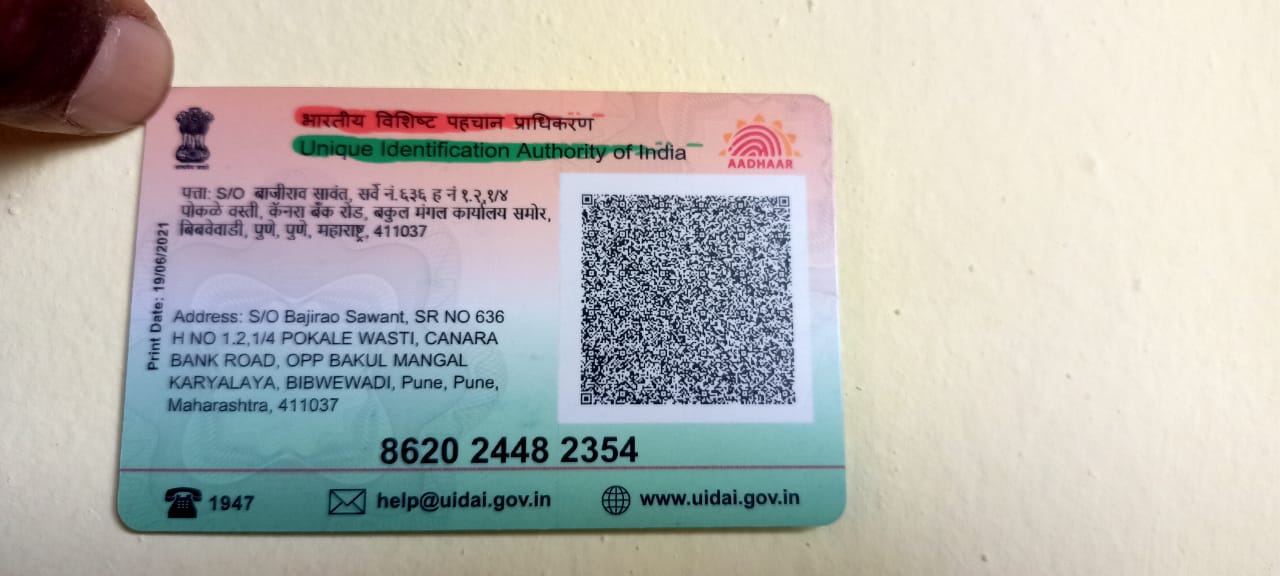 भारतीय विशिष्ट पहचान प्राधिकरण
Unique Identification Authority of India
AADHAAR
पत्ता: S/O बाजीराव सावंत, सर्वे नं.६३६ ह नं १.२,१/४
पोकळे वस्ती, कॅनरा बँक रोड, बकुल मंगल कार्यालय समोर,
बिबवेवाडी, पुणे, पुणे, महाराष्ट्र, 411037
Print Date: 19/06/2021
Address: S/O Bajirao Sawant, SR NO 636
H NO 1.2,1/4 POKALE WASTI, CANARA
BANK ROAD, OPP BAKUL MANGAL
KARYALAYA, BIBWEWADI, Pune, Pune,
Maharashtra, 411037
8620 2448 2354
1947
help@uidai.gov.in
www.uidai.gov.in